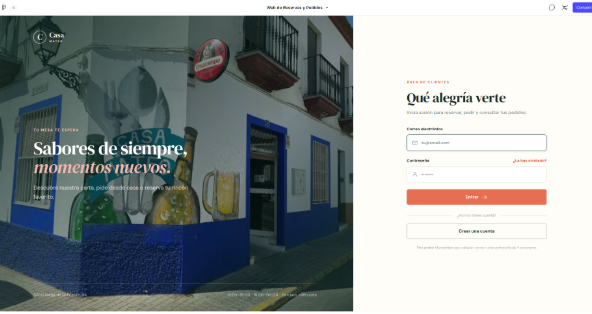 Web de Reservas y Pedidos
C Casa
TU MESA TE ESPERA
Sabores de siempre,
momentos nuevos.
Descubre nuestra carta, pide desde casa o reserva tu rincón
favorito.
CASA
ÁREA DE CLIENTES
Qué alegría verte
Inicia sesión para reservar, pedir y consultar tus pedidos.
Correo electrónico
tu@email.com
Contraseña
¿La has olvidado?
Entrar →
Crear una cuenta